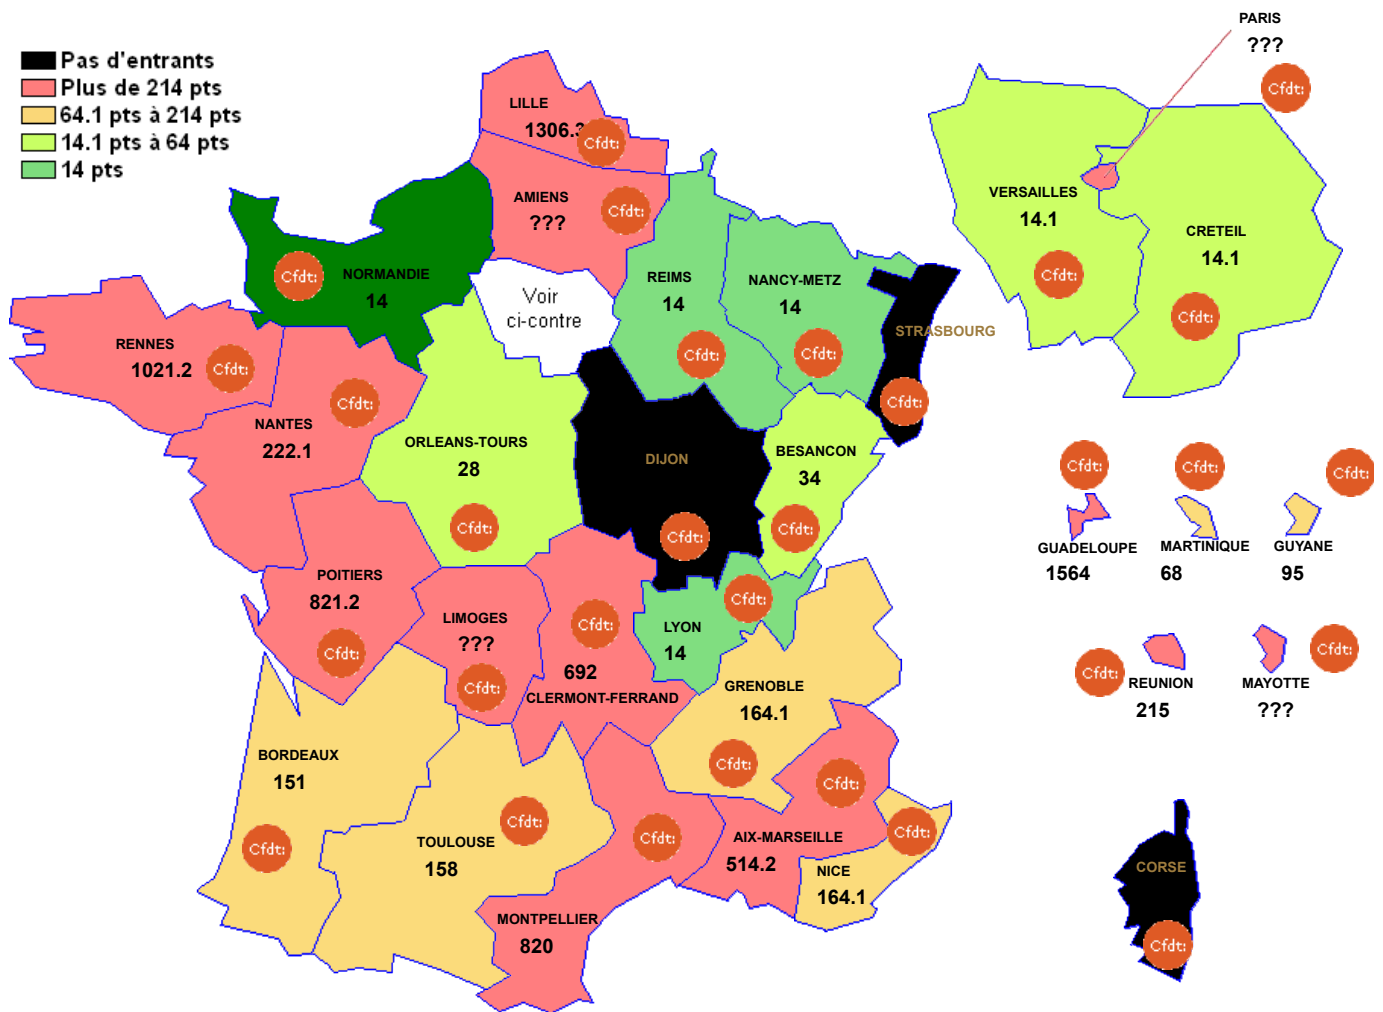 Pas d'entrants
Plus de 214 pts
64.1 pts à 214 pts
14.1 pts à 64 pts
14 pts
PARIS
???
Cfdt:
LILLE
1306.3
Cfdt:
AMIENS
???
Cfdt:
VERSAILLES
14.1
Cfdt:
CRETEIL
14.1
Cfdt:
NORMANDIE
14
Cfdt:
Voir
ci-contre
REIMS
14
Cfdt:
NANCY-METZ
14
Cfdt:
STRASBOURG
Cfdt:
RENNES
1021.2
Cfdt:
NANTES
222.1
Cfdt:
ORLEANS-TOURS
28
Cfdt:
DIJON
Cfdt:
BESANCON
34
Cfdt:
Cfdt:
GUADELOUPE
1564
Cfdt:
MARTINIQUE
68
Cfdt:
GUYANE
95
POITIERS
821.2
Cfdt:
LIMOGES
???
Cfdt:
Cfdt:
692
CLERMONT-FERRAND
LYON
14
Cfdt:
GRENOBLE
164.1
Cfdt:
Cfdt:
REUNION
215
Cfdt:
MAYOTTE
???
BORDEAUX
151
Cfdt:
TOULOUSE
158
Cfdt:
MONTPELLIER
820
Cfdt:
AIX-MARSEILLE
514.2
Cfdt:
NICE
164.1
Cfdt:
CORSE
Cfdt: